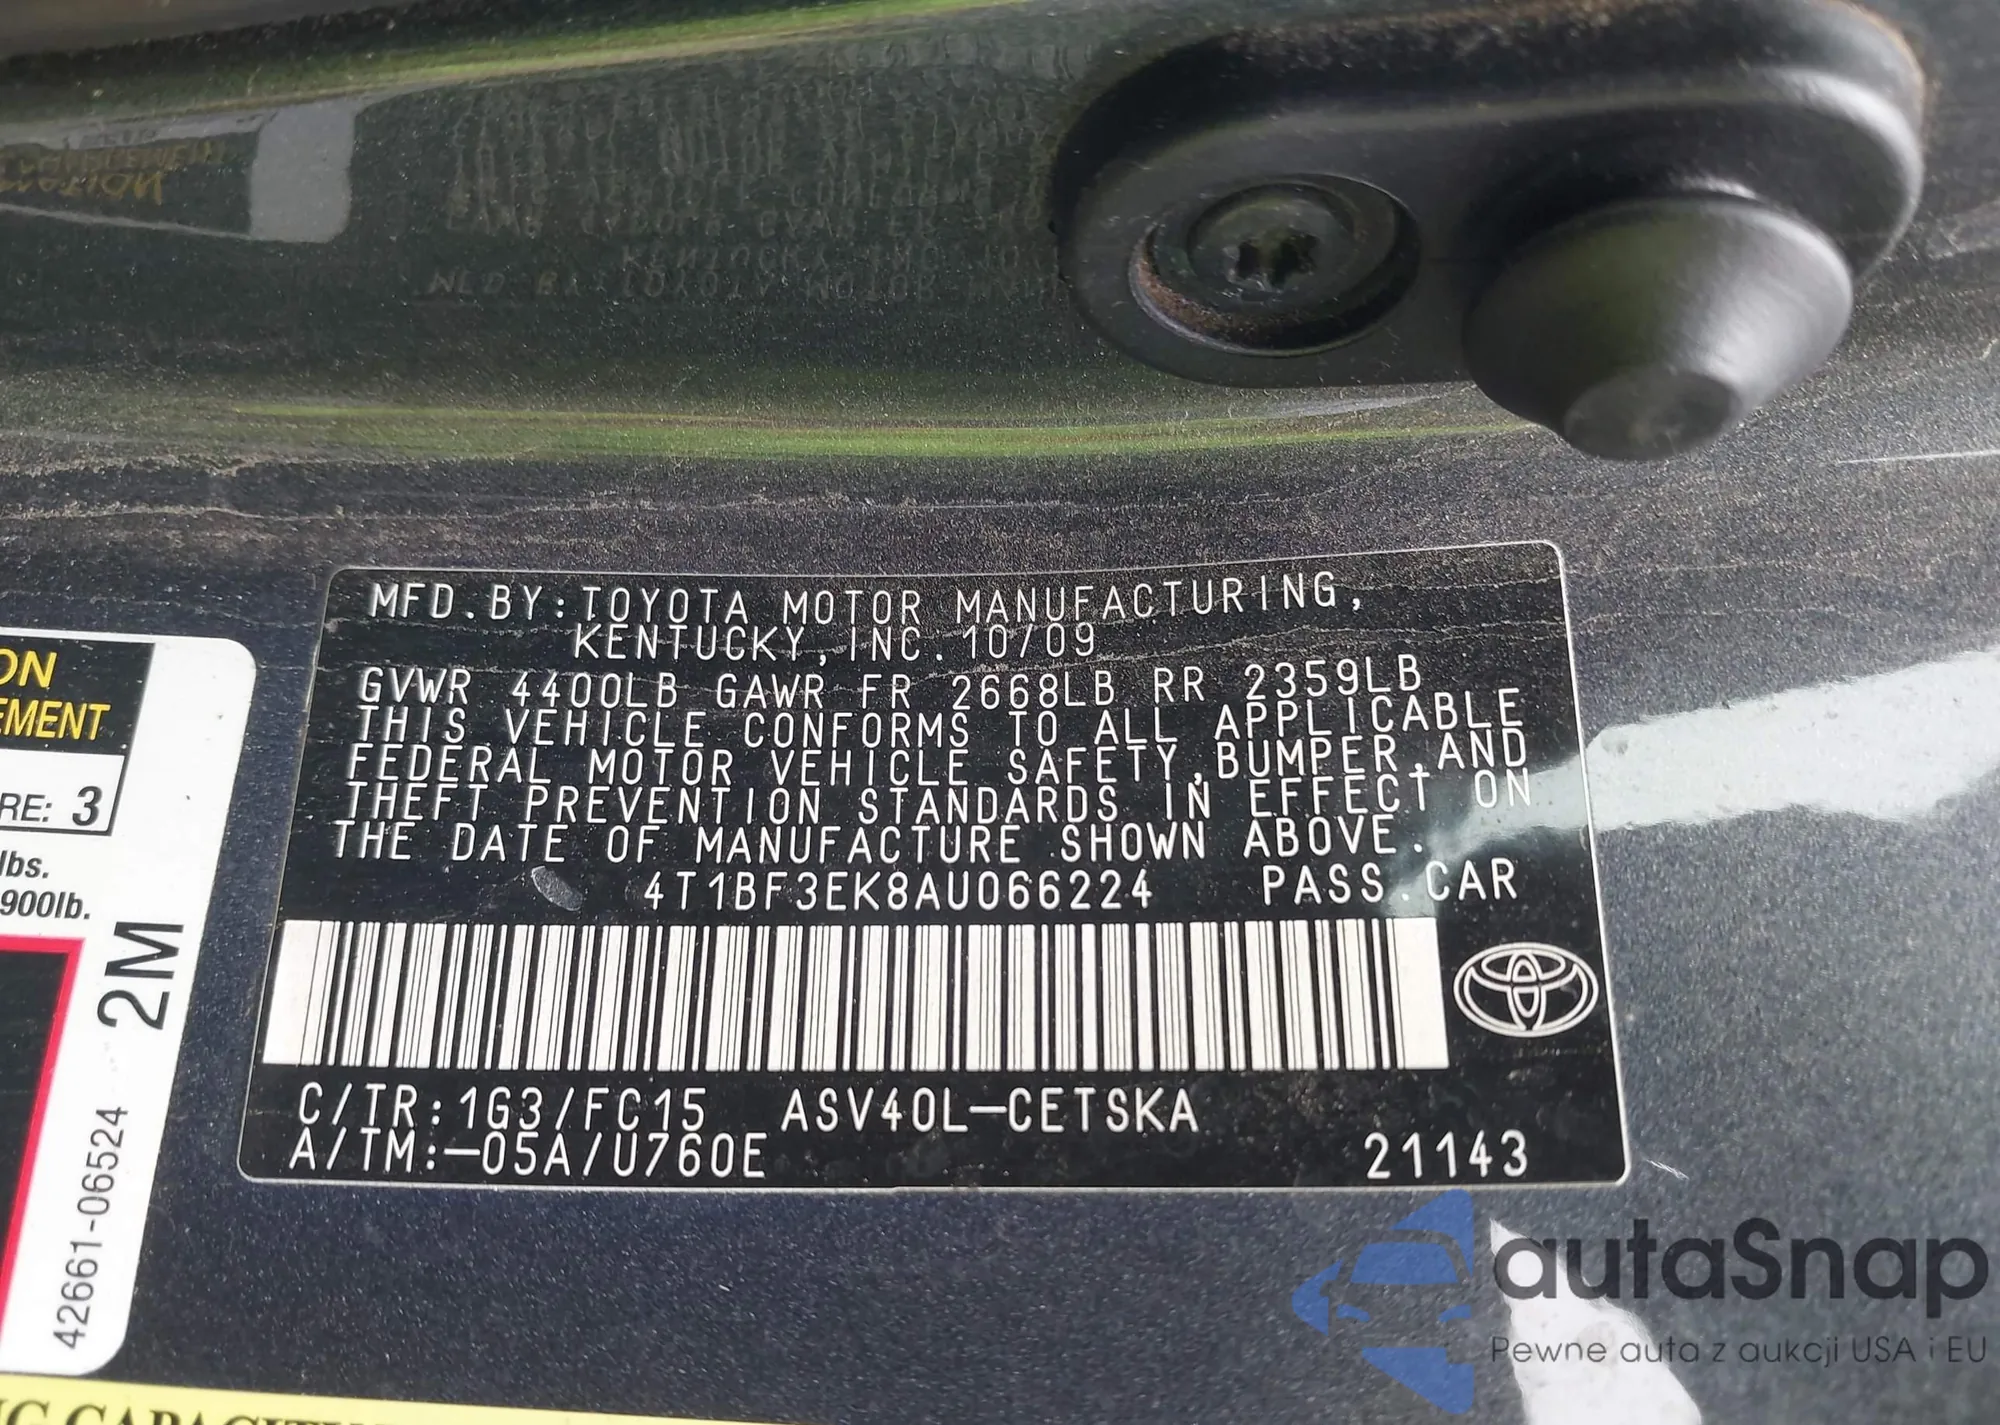 MFD.BY:TOYOTA MOTOR MANUFACTURING,
KENTUCKY,INC. 10/09
GVWR 4400LB GAWR FR 2668LB RR 2359LB
THIS VEHICLE CONFORMS TO ALL APPLICABLE
FEDERAL MOTOR VEHICLE SAFETY,BUMPER,AND
THEFT PREVENTION STANDARDS IN EFFECT ON
THE DATE OF MANUFACTURE SHOWN ABOVE.
4T1BF3EK8AU066224 PASS.CAR
C/TR:1G3/FC15 ASV40L-CETSKA
A/TM:-05A/U760E
21143
ON
EMENT
RE: 3
lbs.
900lb.
2M
42661-06524
NG CAPACITY
autaSnap
Pewne auta z aukcji USA i EU